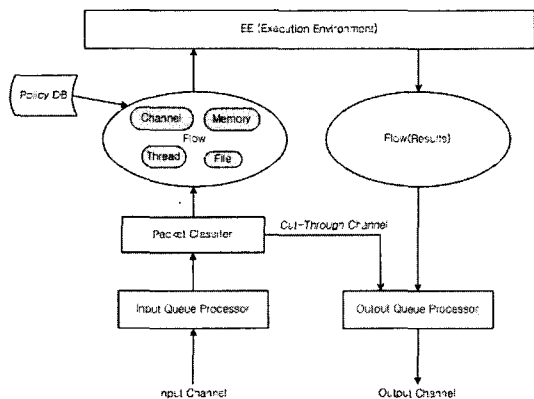 EE (Execution Environment)
Policy DB
Channel
Memory
Flow
Thread
File
Flow(Results)
Cut-Through Channel
Packet Classifier
Input Queue Processor
Output Queue Processor
Input Channel
Output Channel